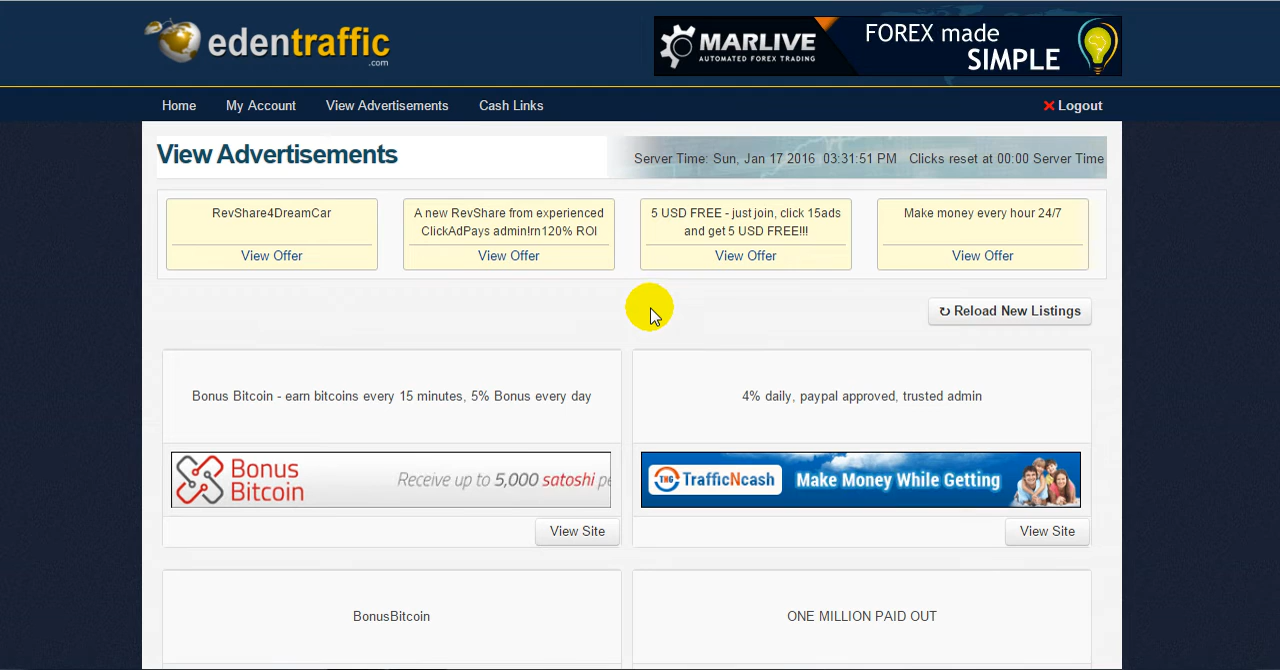 edentraffic
.com
MARLIVE
AUTOMATED FOREX TRADING
FOREX made
SIMPLE
Home
My Account
View Advertisements
Cash Links
Logout
View Advertisements
Server Time: Sun, Jan 17 2016 03:31:51 PM Clicks reset at 00:00 Server Time
RevShare4DreamCar
View Offer
A new RevShare from experienced
ClickAdPays admin!rn120% ROI
View Offer
5 USD FREE - just join, click 15ads
and get 5 USD FREE!!!
View Offer
Make money every hour 24/7
View Offer
Reload New Listings
Bonus Bitcoin - earn bitcoins every 15 minutes, 5% Bonus every day
Bonus
Bitcoin
Receive up to 5,000 satoshi pe
View Site
4% daily, paypal approved, trusted admin
TNG TrafficNcash
Make Money While Getting
View Site
BonusBitcoin
ONE MILLION PAID OUT